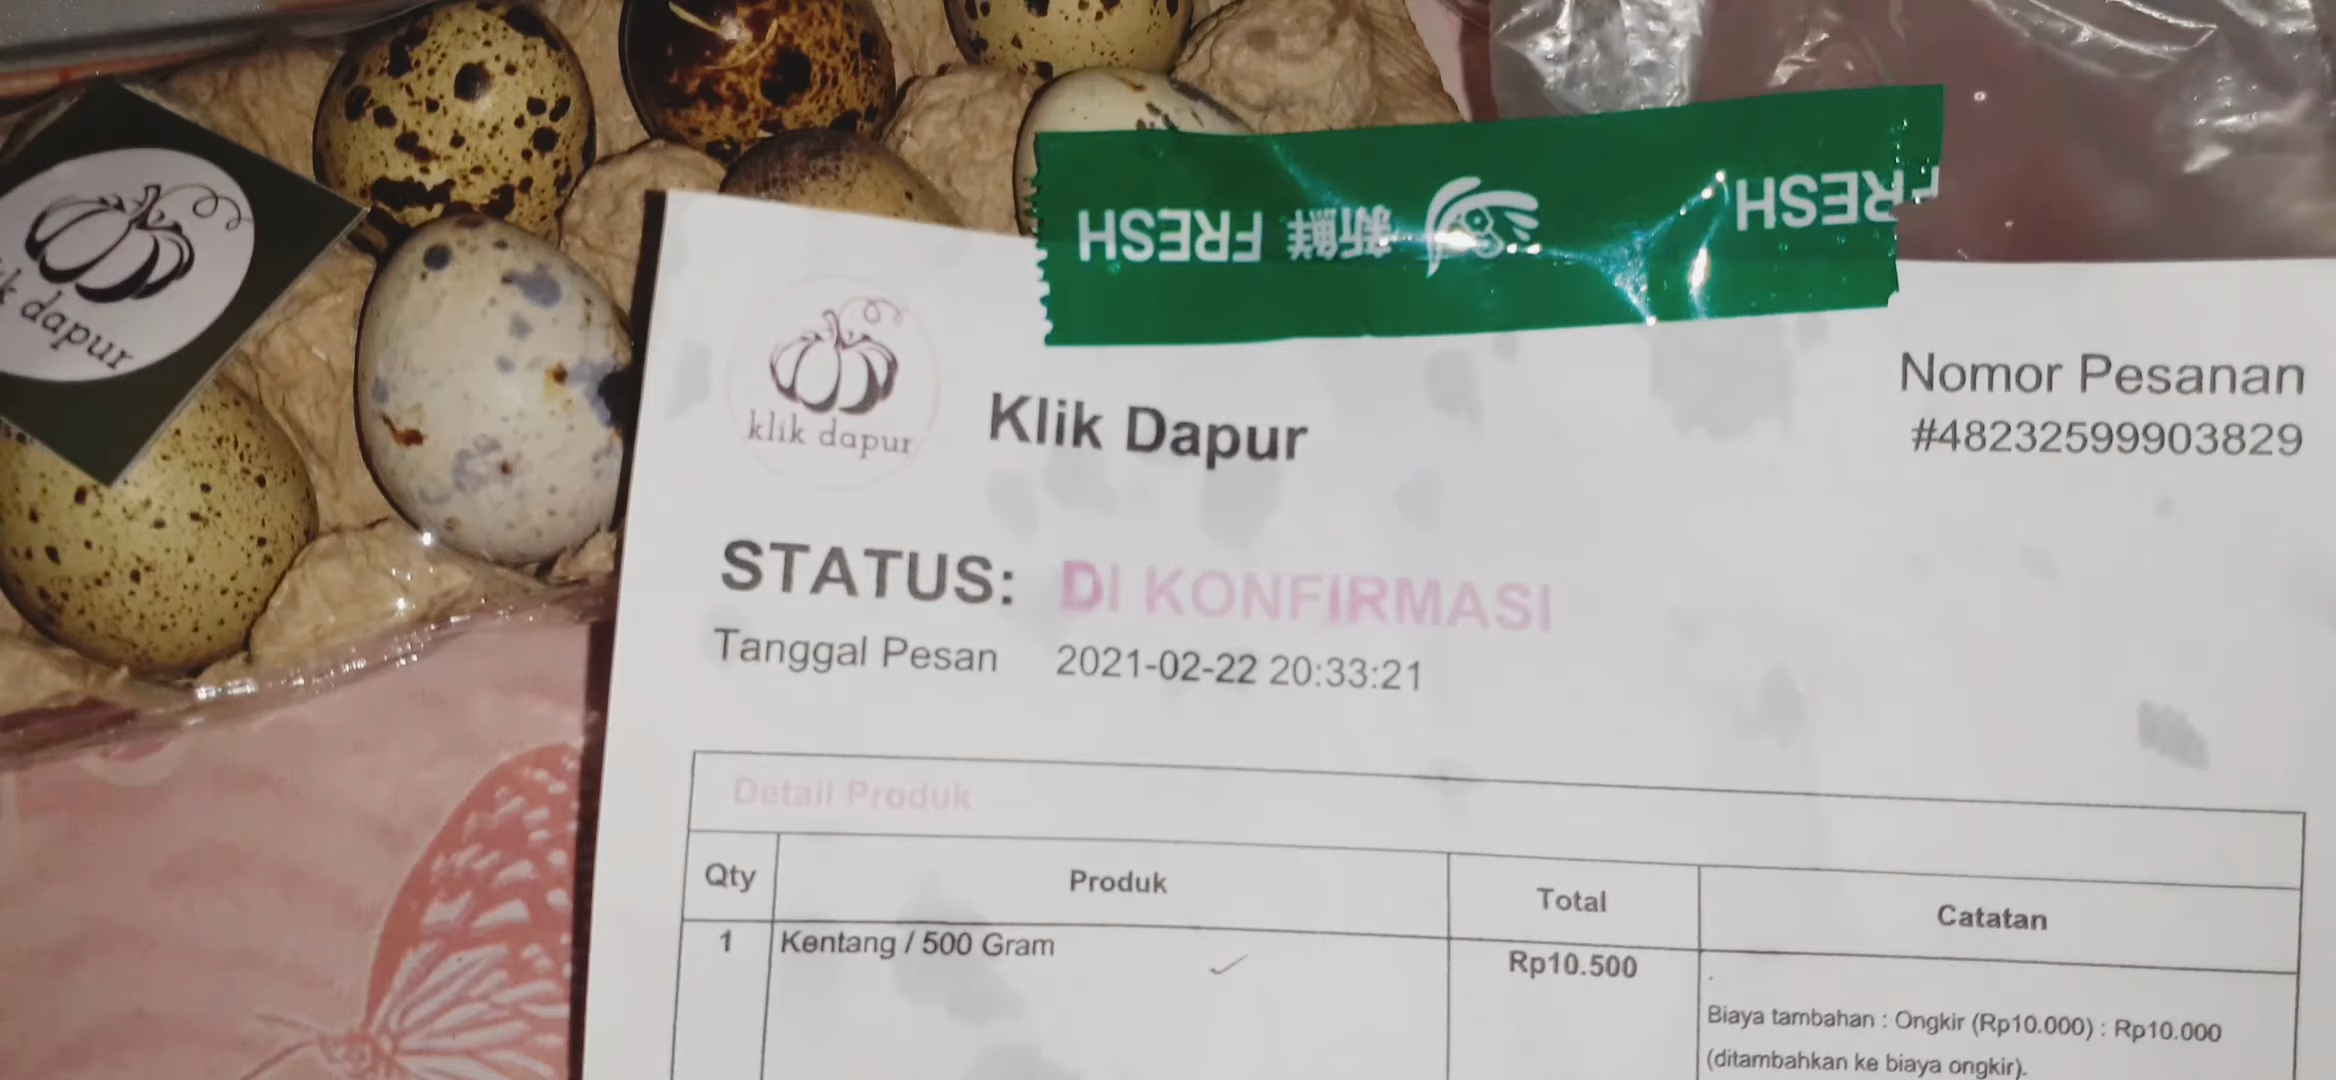 FRESH 新鮮 FRESH
klik dapur
Klik Dapur
Nomor Pesanan
#48232599903829
k dapur
STATUS: DI KONFIRMASI
Tanggal Pesan 2021-02-22 20:33:21
Detail Produk
Qty Produk Total Catatan
1 Kentang / 500 Gram Rp10.500 .
Biaya tambahan : Ongkir (Rp10.000) : Rp10.000
(ditambahkan ke biaya ongkir).